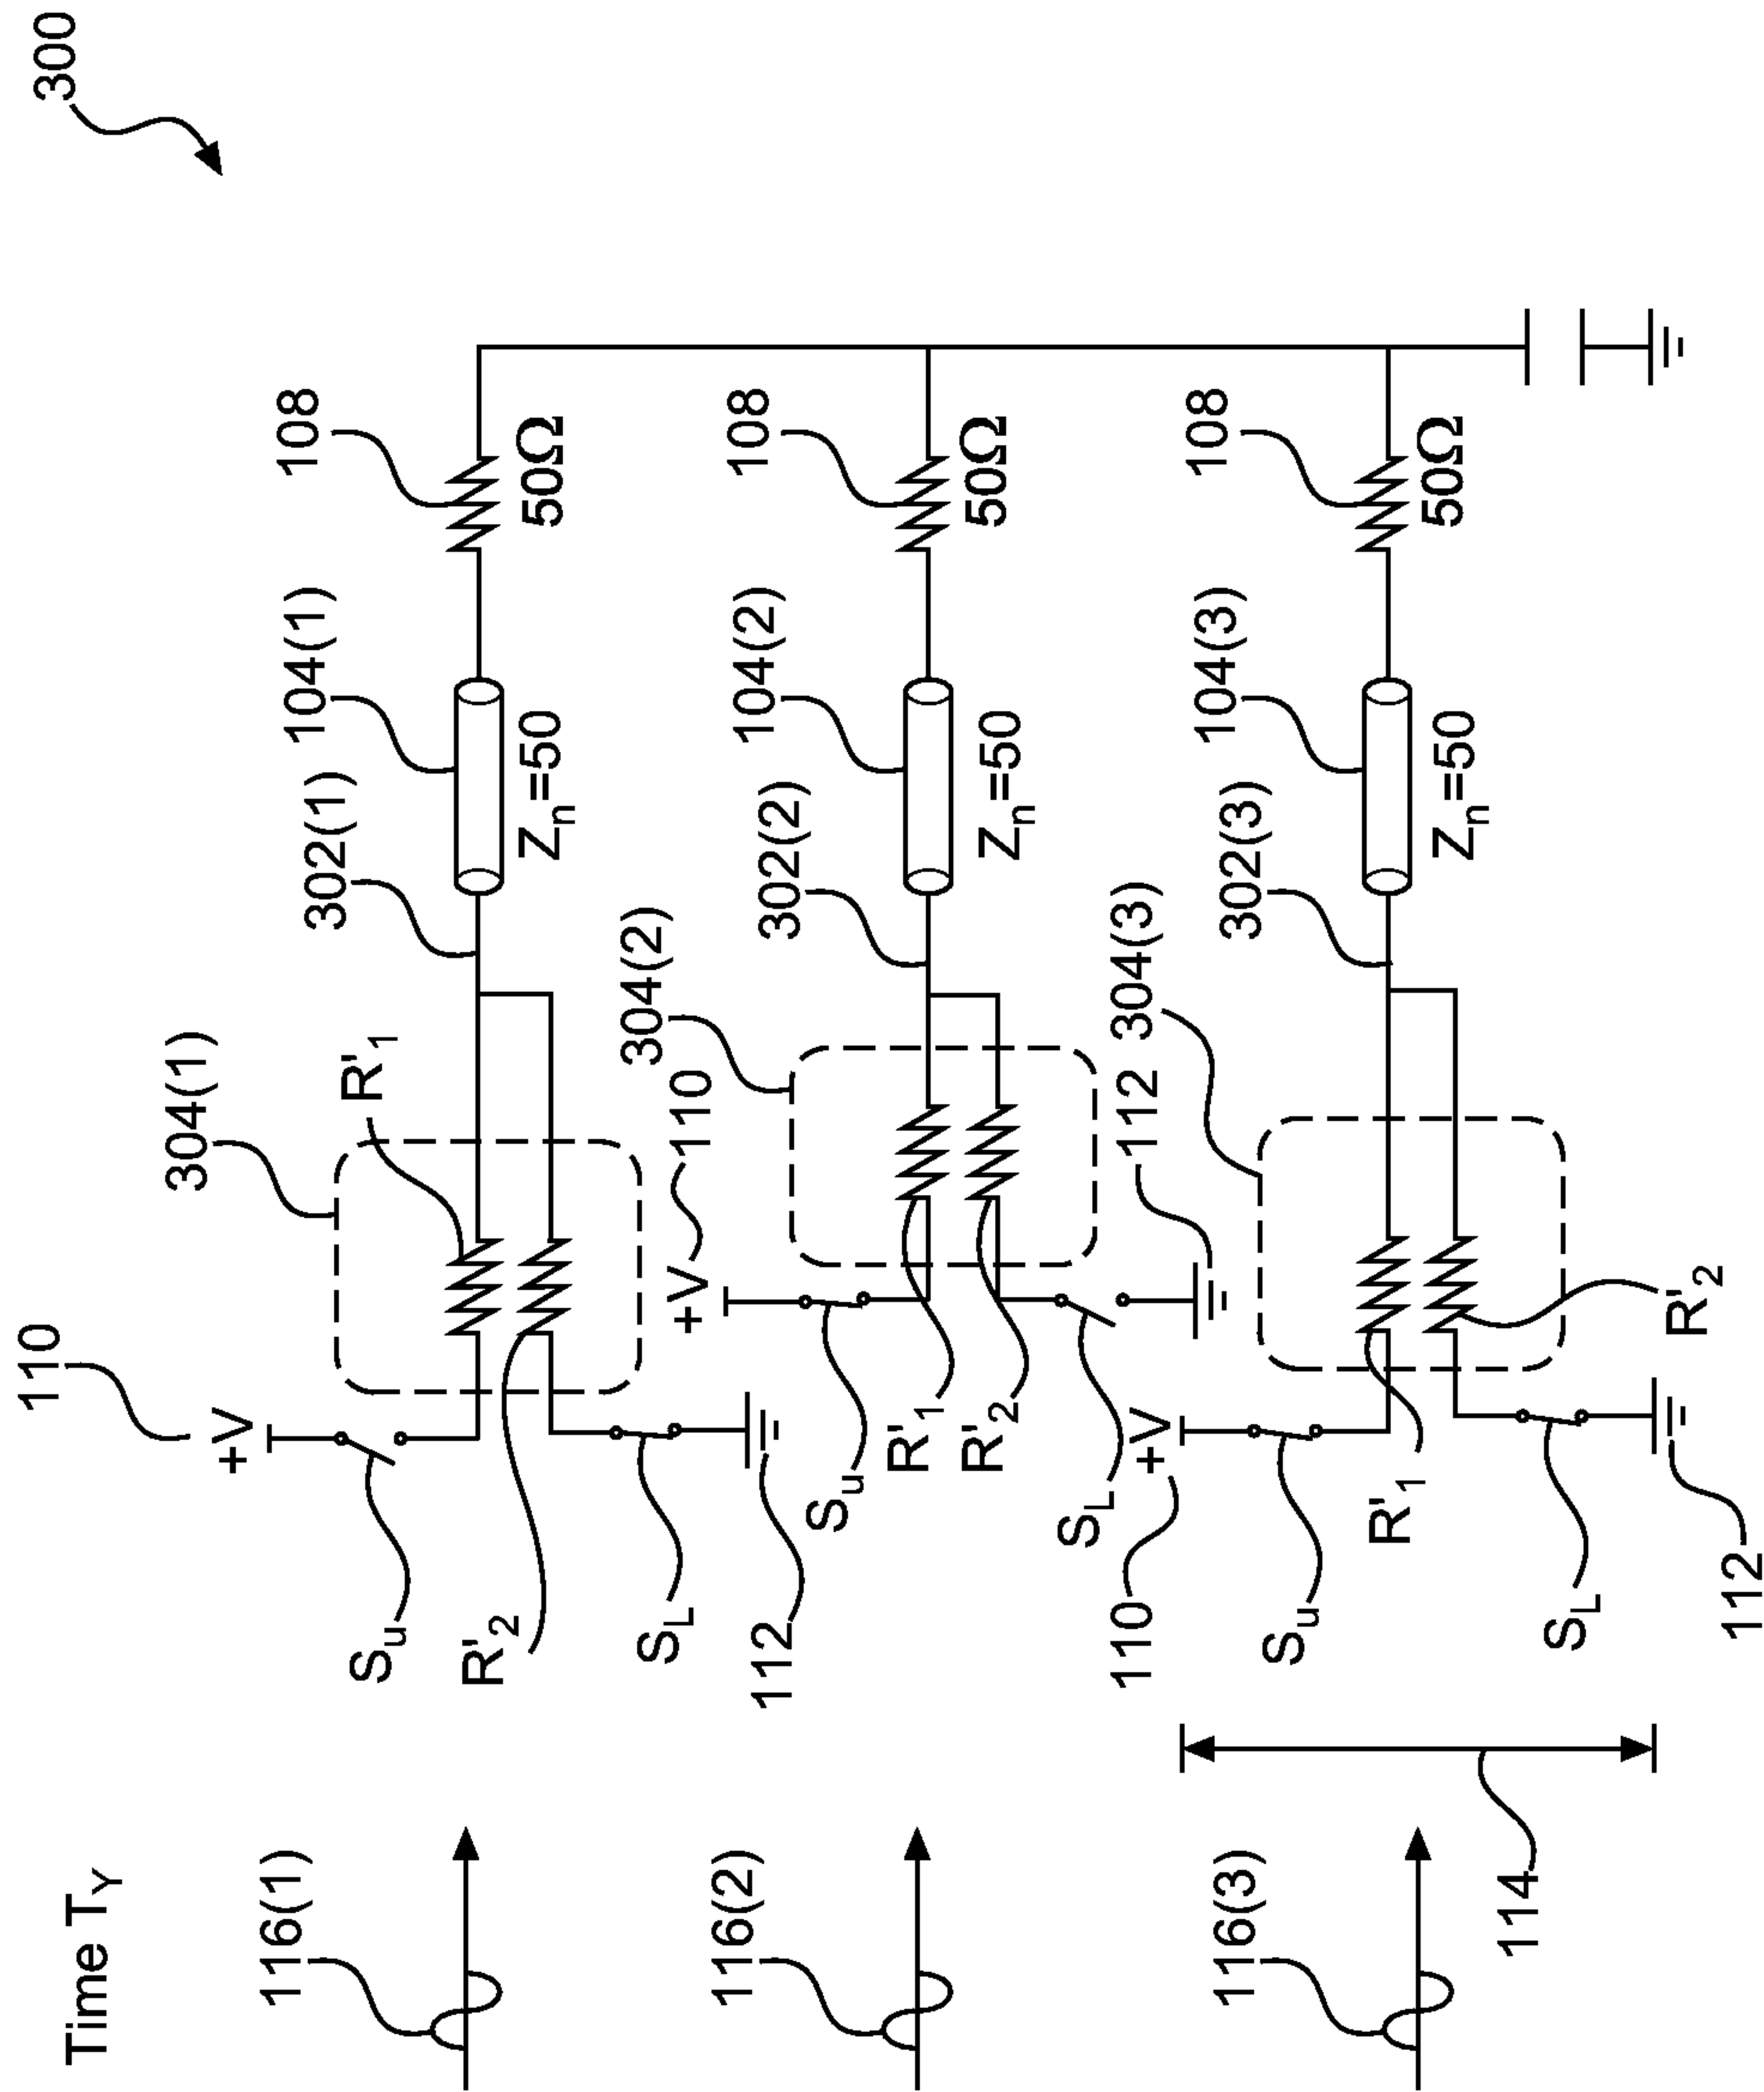 300
Time T_Y
116(1)
116(2)
116(3)
114
110
+V
S_u
R'_2
S_L
112
304(1)
R'_1
302(1)
104(1)
Z_n=50
108
50Ω
110
+V
S_u
R'_1
R'_2
S_L
112
304(2)
302(2)
104(2)
Z_n=50
108
50Ω
110
+V
S_u
R'_1
S_L
112
R'_2
304(3)
302(3)
104(3)
Z_n=50
108
50Ω